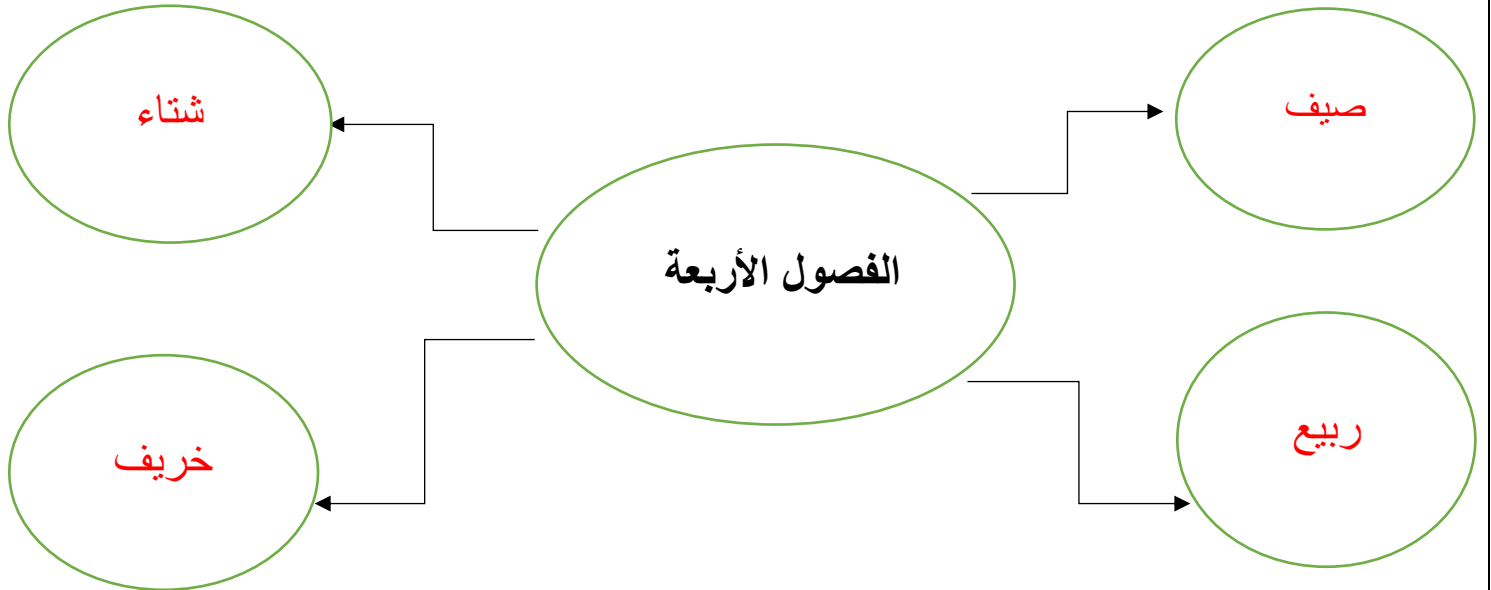 صيف
شتاء
الفصول الأربعة
ربيع
خريف